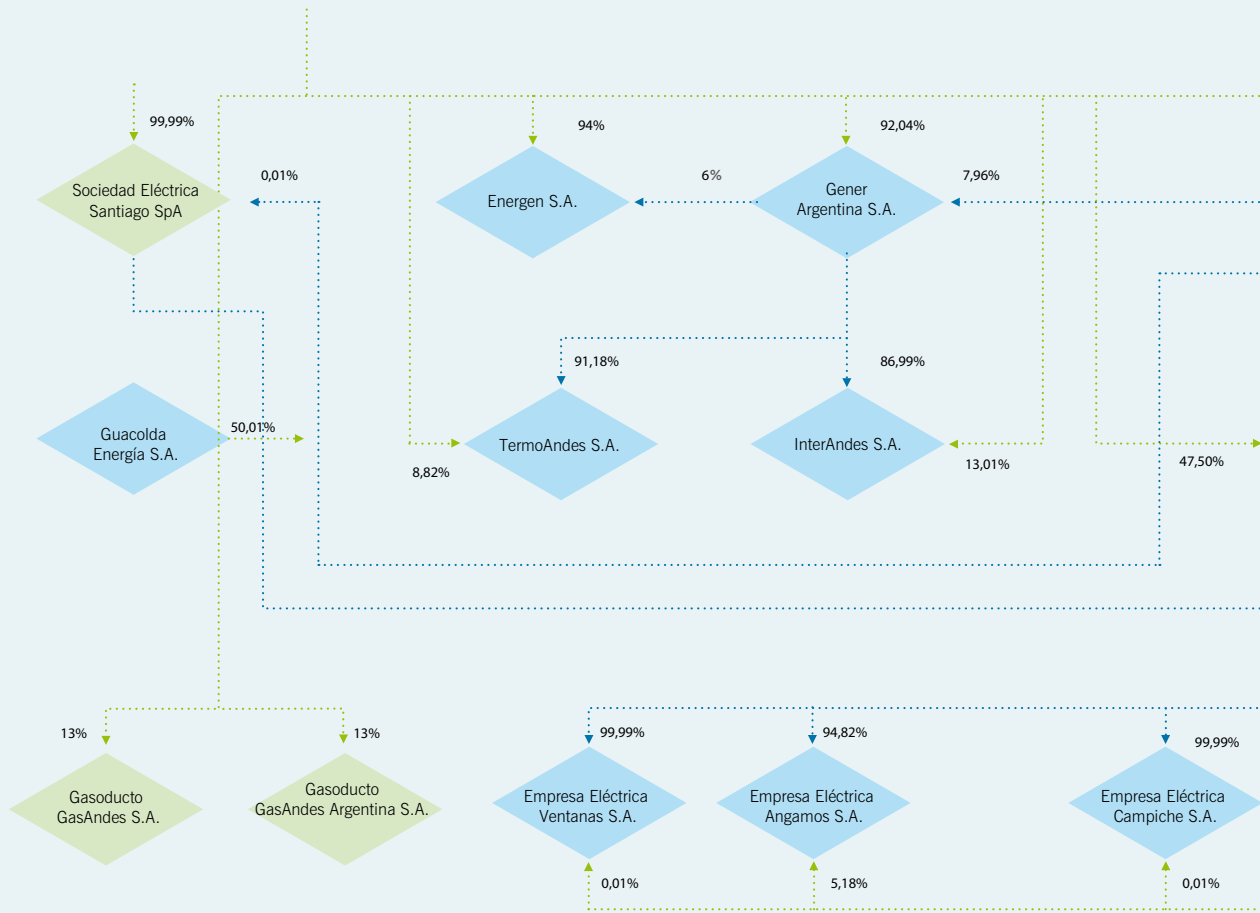 99,99%
94%
92,04%
Sociedad Eléctrica
Santiago SpA
0,01%
Energen S.A.
6%
Gener
Argentina S.A.
7,96%
91,18%
86,99%
Guacolda
Energía S.A.
50,01%
TermoAndes S.A.
8,82%
InterAndes S.A.
13,01%
47,50%
13%
13%
99,99%
94,82%
99,99%
Gasoducto
GasAndes S.A.
Gasoducto
GasAndes Argentina S.A.
Empresa Eléctrica
Ventanas S.A.
Empresa Eléctrica
Angamos S.A.
Empresa Eléctrica
Campiche S.A.
0,01%
5,18%
0,01%